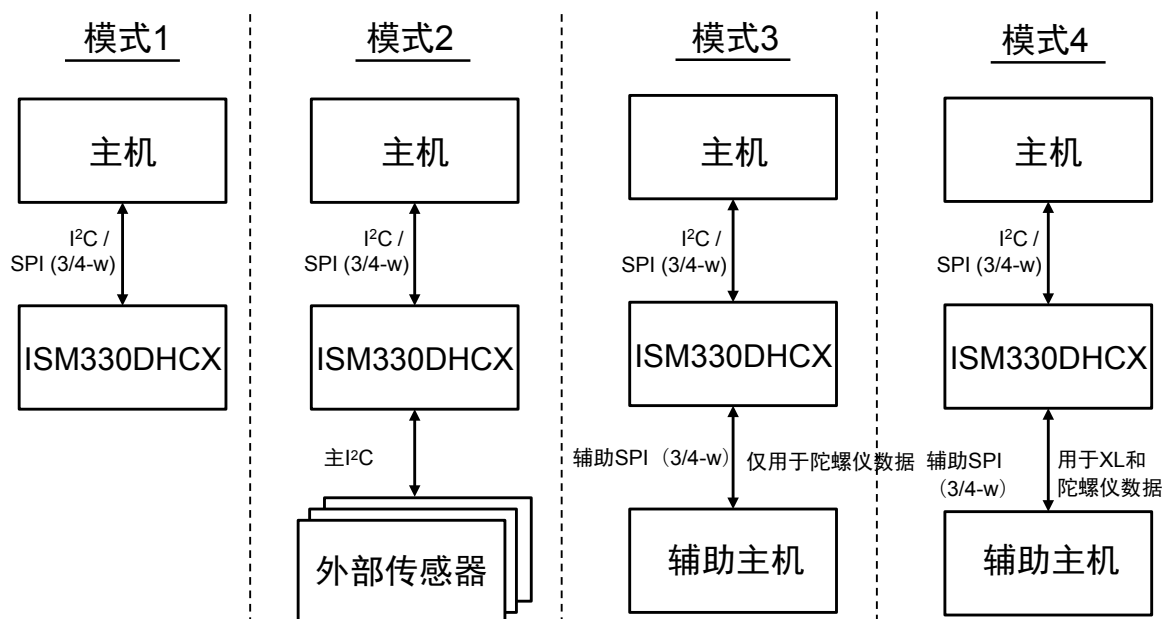 模式1
主机
I²C /
SPI (3/4-w)
ISM330DHCX
模式2
主机
I²C /
SPI (3/4-w)
ISM330DHCX
主I²C
外部传感器
模式3
主机
I²C /
SPI (3/4-w)
ISM330DHCX
辅助SPI（3/4-w） 仅用于陀螺仪数据
辅助主机
模式4
主机
I²C /
SPI (3/4-w)
ISM330DHCX
辅助SPI
（3/4-w）
用于XL和
陀螺仪数据
辅助主机